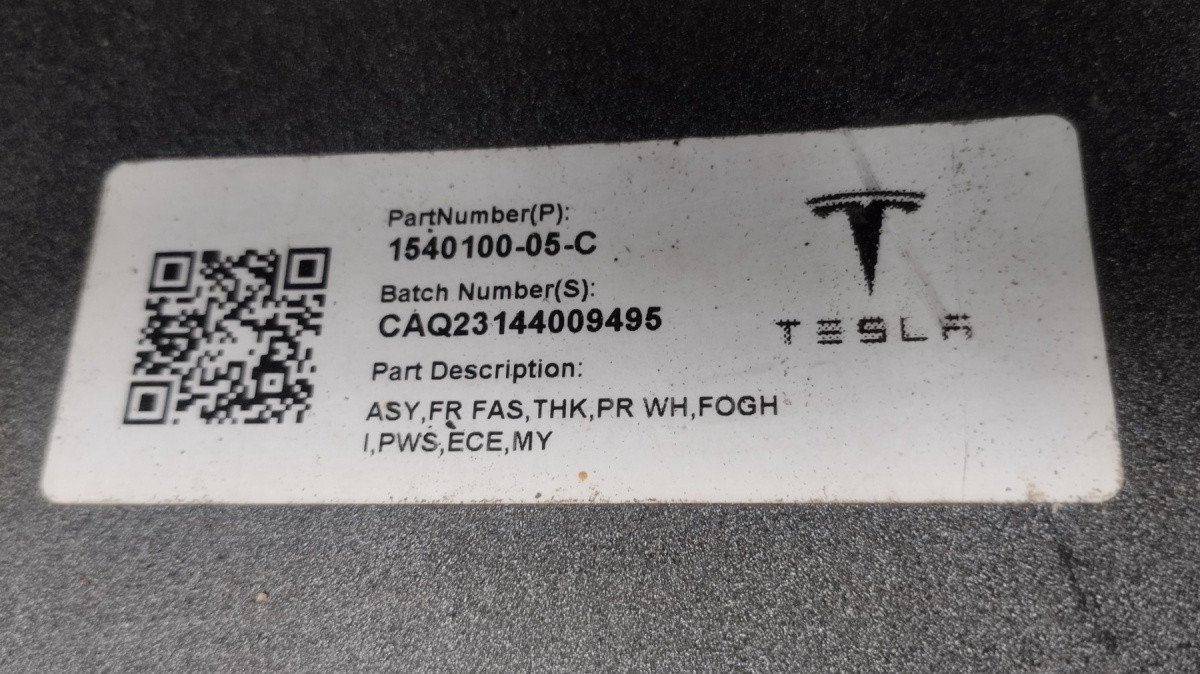 PartNumber(P):
1540100-05-C
Batch Number(S):
CAQ23144009495
Part Description:
ASY,FR FAS,THK,PR WH,FOGH
I,PWS,ECE,MY
TESLA